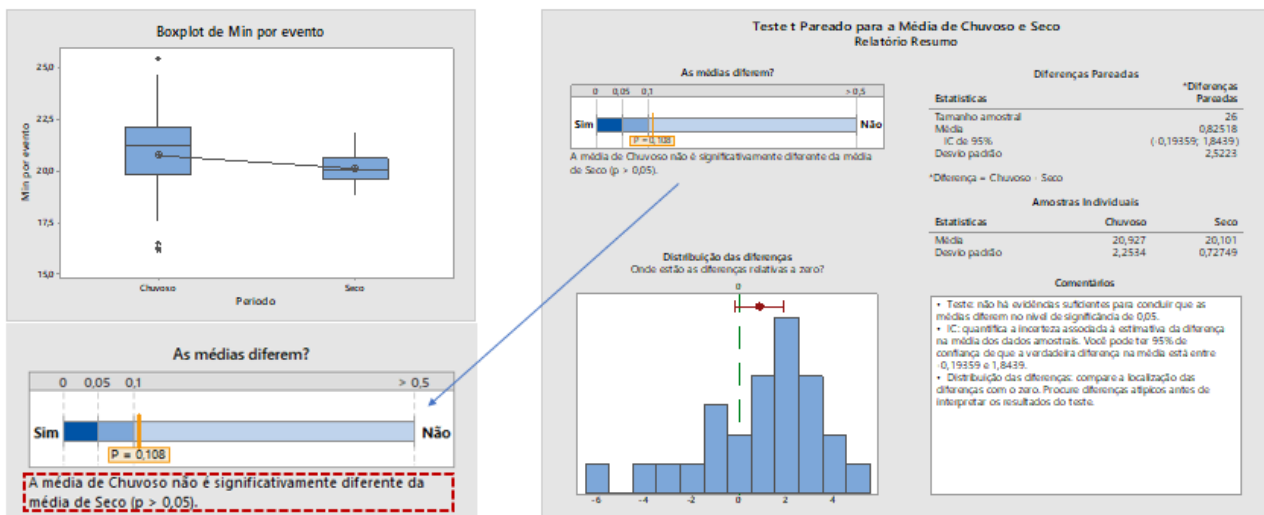 Boxplot de Min por evento
25,0
22,5
20,0
17,5
15,0
Min por evento
Chuvoso
Seco
Período
As médias diferem?
0 0,05 0,1 > 0,5
Sim
Não
P = 0,108
A média de Chuvoso não é significativamente diferente da
média de Seco (p > 0,05).
Teste t Pareado para a Média de Chuvoso e Seco
Relatório Resumo
As médias diferem?
0 0,05 0,1 > 0,5
Sim
Não
P = 0,108
A média de Chuvoso não é significativamente diferente da média
de Seco (p > 0,05).
Distribuição das diferenças
Onde estão as diferenças relativas a zero?
0
-6 -4 -2 0 2 4
Diferenças Pareadas
*Diferenças
Estatísticas Pareadas
Tamanho amostral 26
Média 0,82518
IC de 95% (-0,19359; 1,8439)
Desvio padrão 2,5223
*Diferença = Chuvoso - Seco
Amostras Individuais
Estatísticas Chuvoso Seco
Média 20,927 20,101
Desvio padrão 2,2534 0,72749
Comentários
• Teste: não há evidências suficientes para concluir que as
médias diferem no nível de significância de 0,05.
• IC: quantifica a incerteza associada à estimativa da diferença
na média dos dados amostrais. Você pode ter 95% de
confiança de que a verdadeira diferença na média está entre
-0,19359 e 1,8439.
• Distribuição das diferenças: compare a localização das
diferenças com o zero. Procure diferenças atípicos antes de
interpretar os resultados do teste.